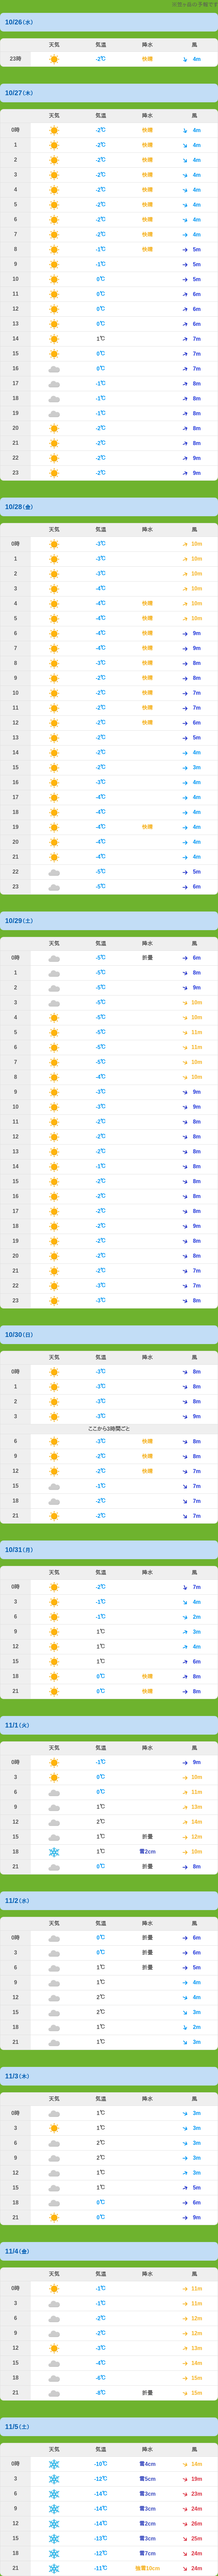 天気&風の予報です
10/26(水)
天気 気温 降水 風
23時 -2℃ 快晴 4m
10/27(木)
天気 気温 降水 風
0時 -2℃ 快晴 4m
1 -2℃ 快晴 4m
2 -2℃ 快晴 4m
3 -2℃ 快晴 4m
4 -2℃ 快晴 4m
5 -2℃ 快晴 4m
6 -2℃ 快晴 4m
7 -2℃ 快晴 4m
8 -1℃ 快晴 5m
9 -1℃ 5m
10 0℃ 5m
11 0℃ 6m
12 0℃ 6m
13 0℃ 6m
14 1℃ 7m
15 0℃ 7m
16 0℃ 7m
17 -1℃ 8m
18 -1℃ 8m
19 -1℃ 8m
20 -2℃ 8m
21 -2℃ 8m
22 -2℃ 9m
23 -2℃ 9m
10/28(金)
天気 気温 降水 風
0時 -3℃ 10m
1 -3℃ 10m
2 -3℃ 10m
3 -4℃ 10m
4 -4℃ 快晴 10m
5 -4℃ 快晴 10m
6 -4℃ 快晴 9m
7 -4℃ 快晴 9m
8 -3℃ 快晴 8m
9 -2℃ 快晴 8m
10 -2℃ 快晴 7m
11 -2℃ 快晴 7m
12 -2℃ 快晴 6m
13 -2℃ 5m
14 -2℃ 4m
15 -2℃ 3m
16 -3℃ 4m
17 -4℃ 4m
18 -4℃ 4m
19 -4℃ 快晴 4m
20 -4℃ 4m
21 -4℃ 4m
22 -5℃ 5m
23 -5℃ 6m
10/29(土)
天気 気温 降水 風
0時 -5℃ 折曇 6m
1 -5℃ 8m
2 -5℃ 9m
3 -5℃ 10m
4 -5℃ 10m
5 -5℃ 11m
6 -5℃ 11m
7 -5℃ 10m
8 -4℃ 10m
9 -3℃ 9m
10 -3℃ 9m
11 -2℃ 8m
12 -2℃ 8m
13 -2℃ 8m
14 -1℃ 8m
15 -2℃ 8m
16 -2℃ 8m
17 -2℃ 8m
18 -2℃ 9m
19 -2℃ 8m
20 -2℃ 8m
21 -2℃ 7m
22 -3℃ 7m
23 -3℃ 8m
10/30(日)
天気 気温 降水 風
0時 -3℃ 8m
1 -3℃ 8m
2 -3℃ 8m
3 -3℃ 9m
ここから3時間ごと
6 -3℃ 快晴 8m
9 -2℃ 快晴 8m
12 -2℃ 快晴 7m
15 -1℃ 7m
18 -2℃ 7m
21 -2℃ 7m
10/31(月)
天気 気温 降水 風
0時 -2℃ 7m
3 -1℃ 4m
6 -1℃ 2m
9 1℃ 3m
12 1℃ 4m
15 1℃ 6m
18 0℃ 快晴 8m
21 0℃ 快晴 8m
11/1(火)
天気 気温 降水 風
0時 -1℃ 9m
3 0℃ 10m
6 0℃ 11m
9 1℃ 13m
12 2℃ 14m
15 1℃ 折曇 12m
18 1℃ 雪2cm 10m
21 0℃ 折曇 8m
11/2(水)
天気 気温 降水 風
0時 0℃ 折曇 6m
3 0℃ 折曇 6m
6 1℃ 折曇 5m
9 1℃ 4m
12 2℃ 4m
15 2℃ 3m
18 1℃ 2m
21 1℃ 3m
11/3(木)
天気 気温 降水 風
0時 1℃ 3m
3 1℃ 3m
6 2℃ 3m
9 2℃ 3m
12 1℃ 3m
15 1℃ 5m
18 0℃ 6m
21 0℃ 9m
11/4(金)
天気 気温 降水 風
0時 -1℃ 11m
3 -1℃ 11m
6 -2℃ 12m
9 -2℃ 12m
12 -3℃ 13m
15 -4℃ 14m
18 -6℃ 15m
21 -8℃ 折曇 15m
11/5(土)
天気 気温 降水 風
0時 -10℃ 雪4cm 14m
3 -12℃ 雪5cm 19m
6 -14℃ 雪3cm 23m
9 -14℃ 雪3cm 24m
12 -14℃ 雪2cm 26m
15 -13℃ 雪3cm 25m
18 -12℃ 雪7cm 24m
21 -11℃ 強雪10cm 24m